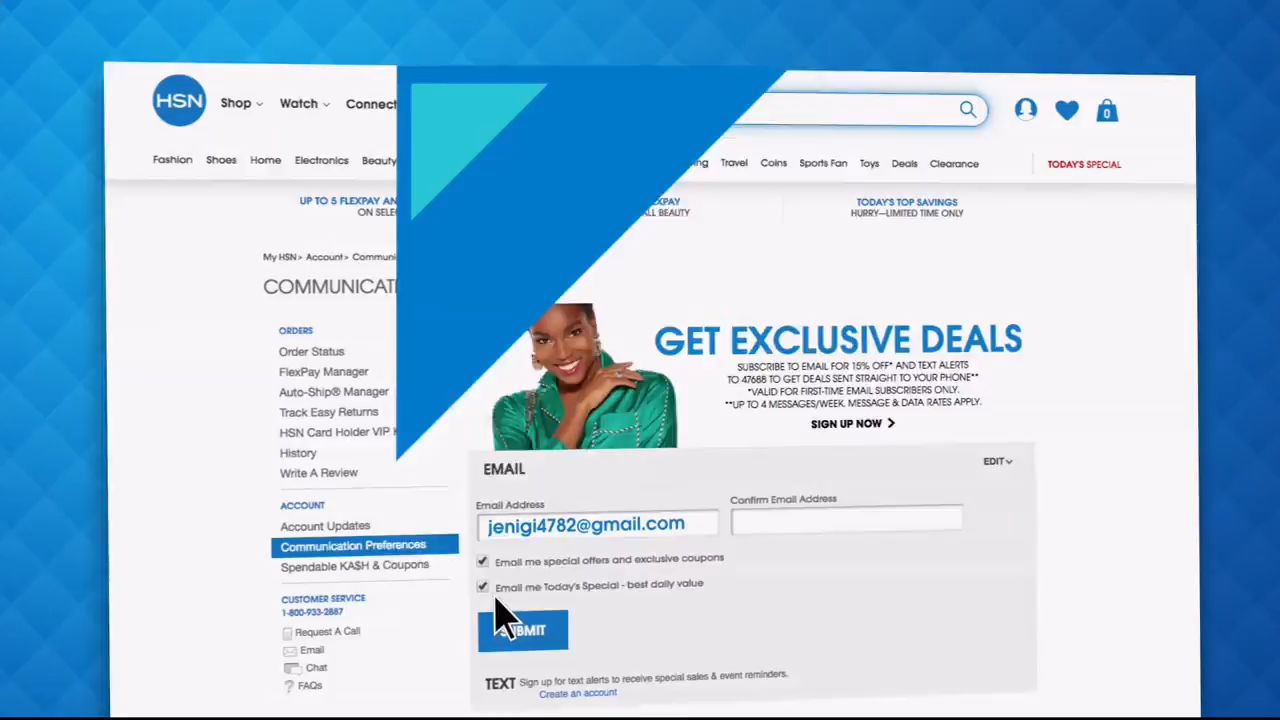 HSN
Shop
Watch
Connect
0
Fashion
Shoes
Home
Electronics
Beauty
Travel
Coins
Sports Fan
Toys
Deals
Clearance
TODAY'S SPECIAL
UP TO 5 FLEXPAY
ON
ALL BEAUTY
TODAY'S TOP SAVINGS
HURRY—LIMITED TIME ONLY
My HSN> Account>
GET EXCLUSIVE DEALS
SUBSCRIBE TO EMAIL FOR 15% OFF* AND TEXT ALERTS
TO 47688 TO GET DEALS SENT STRAIGHT TO YOUR PHONE**
*VALID FOR FIRST-TIME EMAIL SUBSCRIBERS ONLY.
**UP TO 4 MESSAGES/WEEK. MESSAGE & DATA RATES APPLY.
SIGN UP NOW >
ORDERS
Order Status
FlexPay Manager
Auto-Ship® Manager
Track Easy Returns
HSN Card Holder VIP
History
Write A Review
ACCOUNT
Account Updates
Communication Preferences
Spendable KA$H & Coupons
CUSTOMER SERVICE
1-800-933-2887
Request A Call
Email
Chat
FAQs
EMAIL
EDIT
Email Address
Confirm Email Address
jenigi4782@gmail.com
Email me special offers and exclusive coupons
Email me Today's Special - best daily value
SUBMIT
TEXT Sign up for text alerts to receive special sales & event reminders.
Create an account